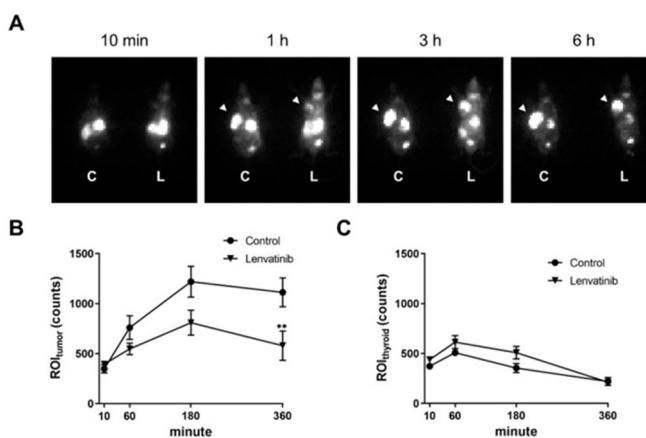 A
10 min
1 h
3 h
6 h
C
L
C
L
C
L
C
L
B
Control
Lenvatinib
1500
1000
500
0
ROItumor (counts)
**
10
60
180
360
minute
C
Control
Lenvatinib
1500
1000
500
0
ROIthyroid (counts)
10
60
180
360
minute